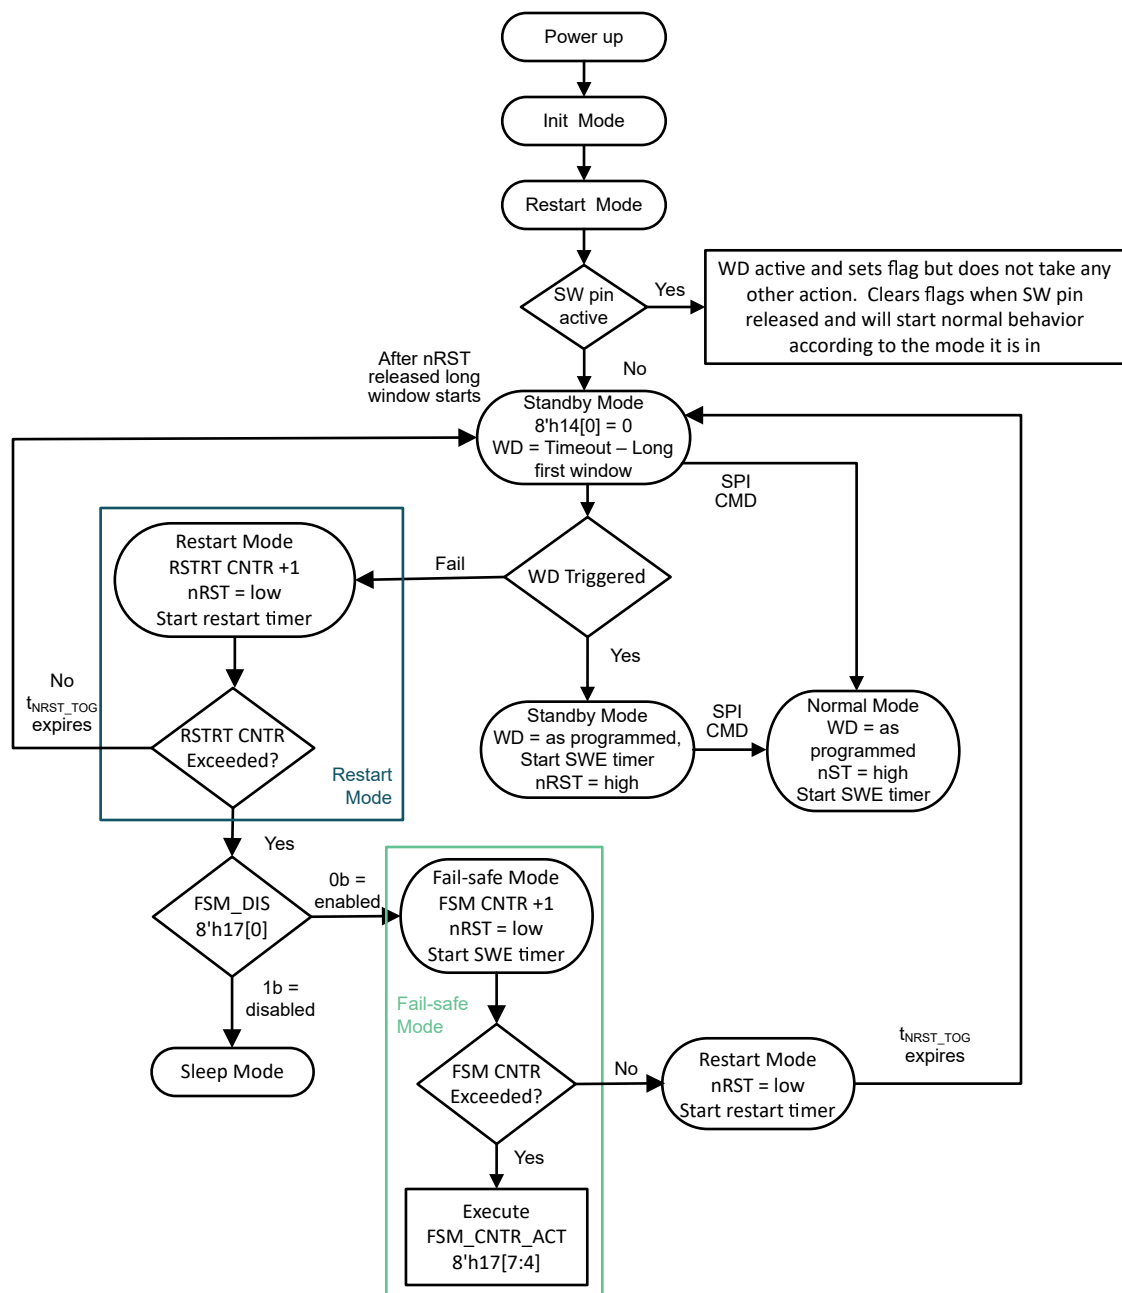 Power up
Init Mode
Restart Mode
SW pin
active
Yes
WD active and sets flag but does not take any
other action. Clears flags when SW pin
released and will start normal behavior
according to the mode it is in
No
After nRST
released long
window starts
Standby Mode
8'h14[0] = 0
WD = Timeout – Long
first window
SPI
CMD
WD Triggered
Fail
Yes
Restart Mode
RSTRT CNTR +1
nRST = low
Start restart timer
No
tNRST_TOG
expires
RSTRT CNTR
Exceeded?
Restart
Mode
Standby Mode
WD = as programmed,
Start SWE timer
nRST = high
SPI
CMD
Normal Mode
WD = as
programmed
nST = high
Start SWE timer
Yes
FSM_DIS
8'h17[0]
0b =
enabled
1b =
disabled
Sleep Mode
Fail-safe Mode
FSM CNTR +1
nRST = low
Start SWE timer
Fail-safe
Mode
FSM CNTR
Exceeded?
No
Restart Mode
nRST = low
Start restart timer
tNRST_TOG
expires
Yes
Execute
FSM_CNTR_ACT
8'h17[7:4]